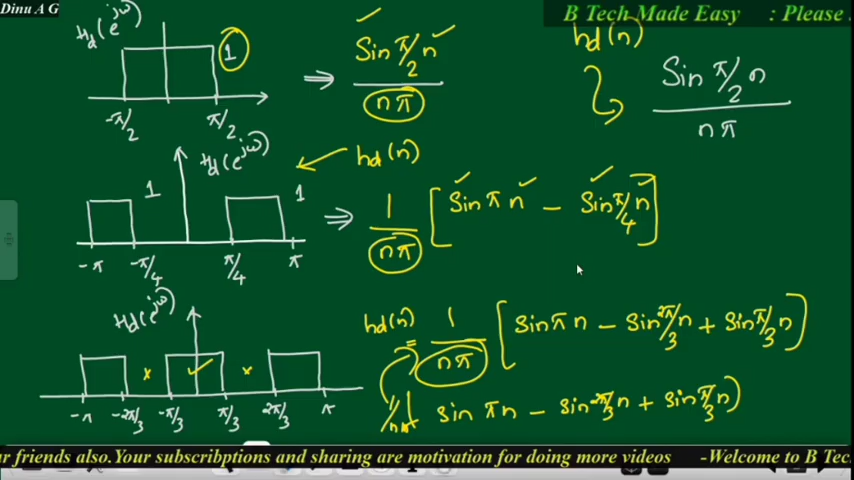 Dinu A G
B Tech Made Easy : Please
Hd(e^jω)
1
-π/2 π/2
⇒ Sin π/2 n / nπ
hd(n)
Sin π/2 n / nπ
Hd(e^jω)
hd(n)
1 1
-π -π/4 π/4 π
⇒ 1/nπ [Sin π n - Sin π/4 n]
Hd(e^jω)
× ×
-π -2π/3 -π/3 π/3 2π/3 π
hd(n) = 1/nπ [sin π n - sin 2π/3 n + sin π/3 n]
sin πn - sin 2π/3 n + sin π/3 n)
ur friends also.Your subscribptions and sharing are motivation for doing more videos -Welcome to B Tec